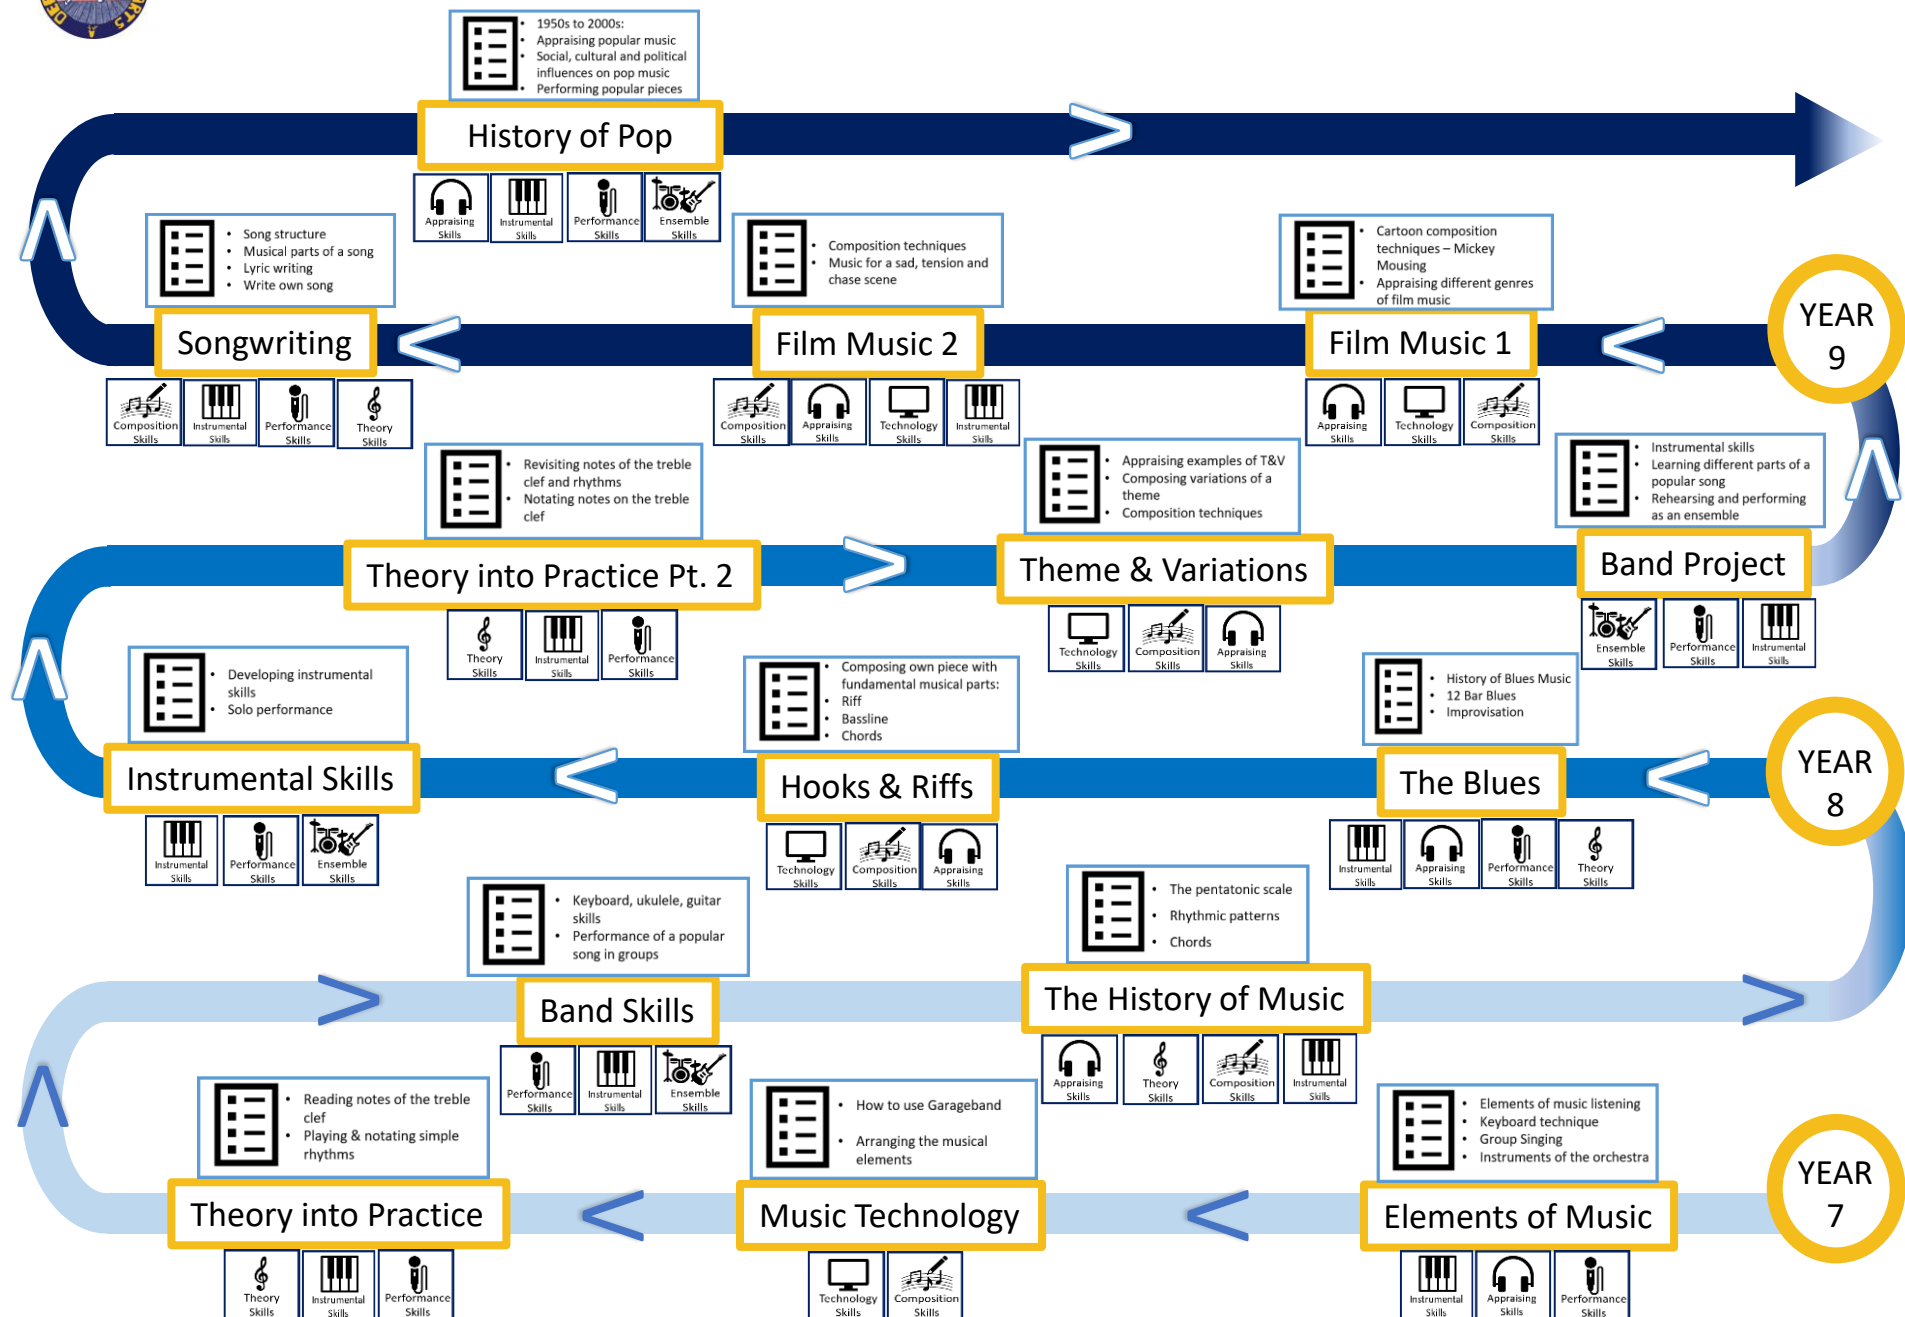 1950s to 2000s:
Appraising popular music
Social, cultural and political
influences on pop music
Performing popular pieces
History of Pop
Appraising
Skills
Instrumental
Skills
Performance
Skills
Ensemble
Skills
Song structure
Musical parts of a song
Lyric writing
Write own song
Songwriting
Composition
Skills
Instrumental
Skills
Performance
Skills
Theory
Skills
Composition techniques
Music for a sad, tension and
chase scene
Film Music 2
Composition
Skills
Appraising
Skills
Technology
Skills
Instrumental
Skills
Cartoon composition
techniques – Mickey
Mousing
Appraising different genres
of film music
Film Music 1
Appraising
Skills
Technology
Skills
Composition
Skills
YEAR
9
Revisiting notes of the treble
clef and rhythms
Notating notes on the treble
clef
Theory into Practice Pt. 2
Theory
Skills
Instrumental
Skills
Performance
Skills
Appraising examples of T&V
Composing variations of a
theme
Composition techniques
Theme & Variations
Technology
Skills
Composition
Skills
Appraising
Skills
Instrumental skills
Learning different parts of a
popular song
Rehearsing and performing
as an ensemble
Band Project
Ensemble
Skills
Performance
Skills
Instrumental
Skills
Developing instrumental
skills
Solo performance
Instrumental Skills
Instrumental
Skills
Performance
Skills
Ensemble
Skills
Composing own piece with
fundamental musical parts:
Riff
Bassline
Chords
Hooks & Riffs
Technology
Skills
Composition
Skills
Appraising
Skills
History of Blues Music
12 Bar Blues
Improvisation
The Blues
Instrumental
Skills
Appraising
Skills
Performance
Skills
Theory
Skills
YEAR
8
Keyboard, ukulele, guitar
skills
Performance of a popular
song in groups
Band Skills
Performance
Skills
Instrumental
Skills
Ensemble
Skills
The pentatonic scale
Rhythmic patterns
Chords
The History of Music
Appraising
Skills
Theory
Skills
Composition
Skills
Instrumental
Skills
Reading notes of the treble
clef
Playing & notating simple
rhythms
Theory into Practice
Theory
Skills
Instrumental
Skills
Performance
Skills
How to use Garageband
Arranging the musical
elements
Music Technology
Technology
Skills
Composition
Skills
Elements of music listening
Keyboard technique
Group Singing
Instruments of the orchestra
Elements of Music
Instrumental
Skills
Appraising
Skills
Performance
Skills
YEAR
7